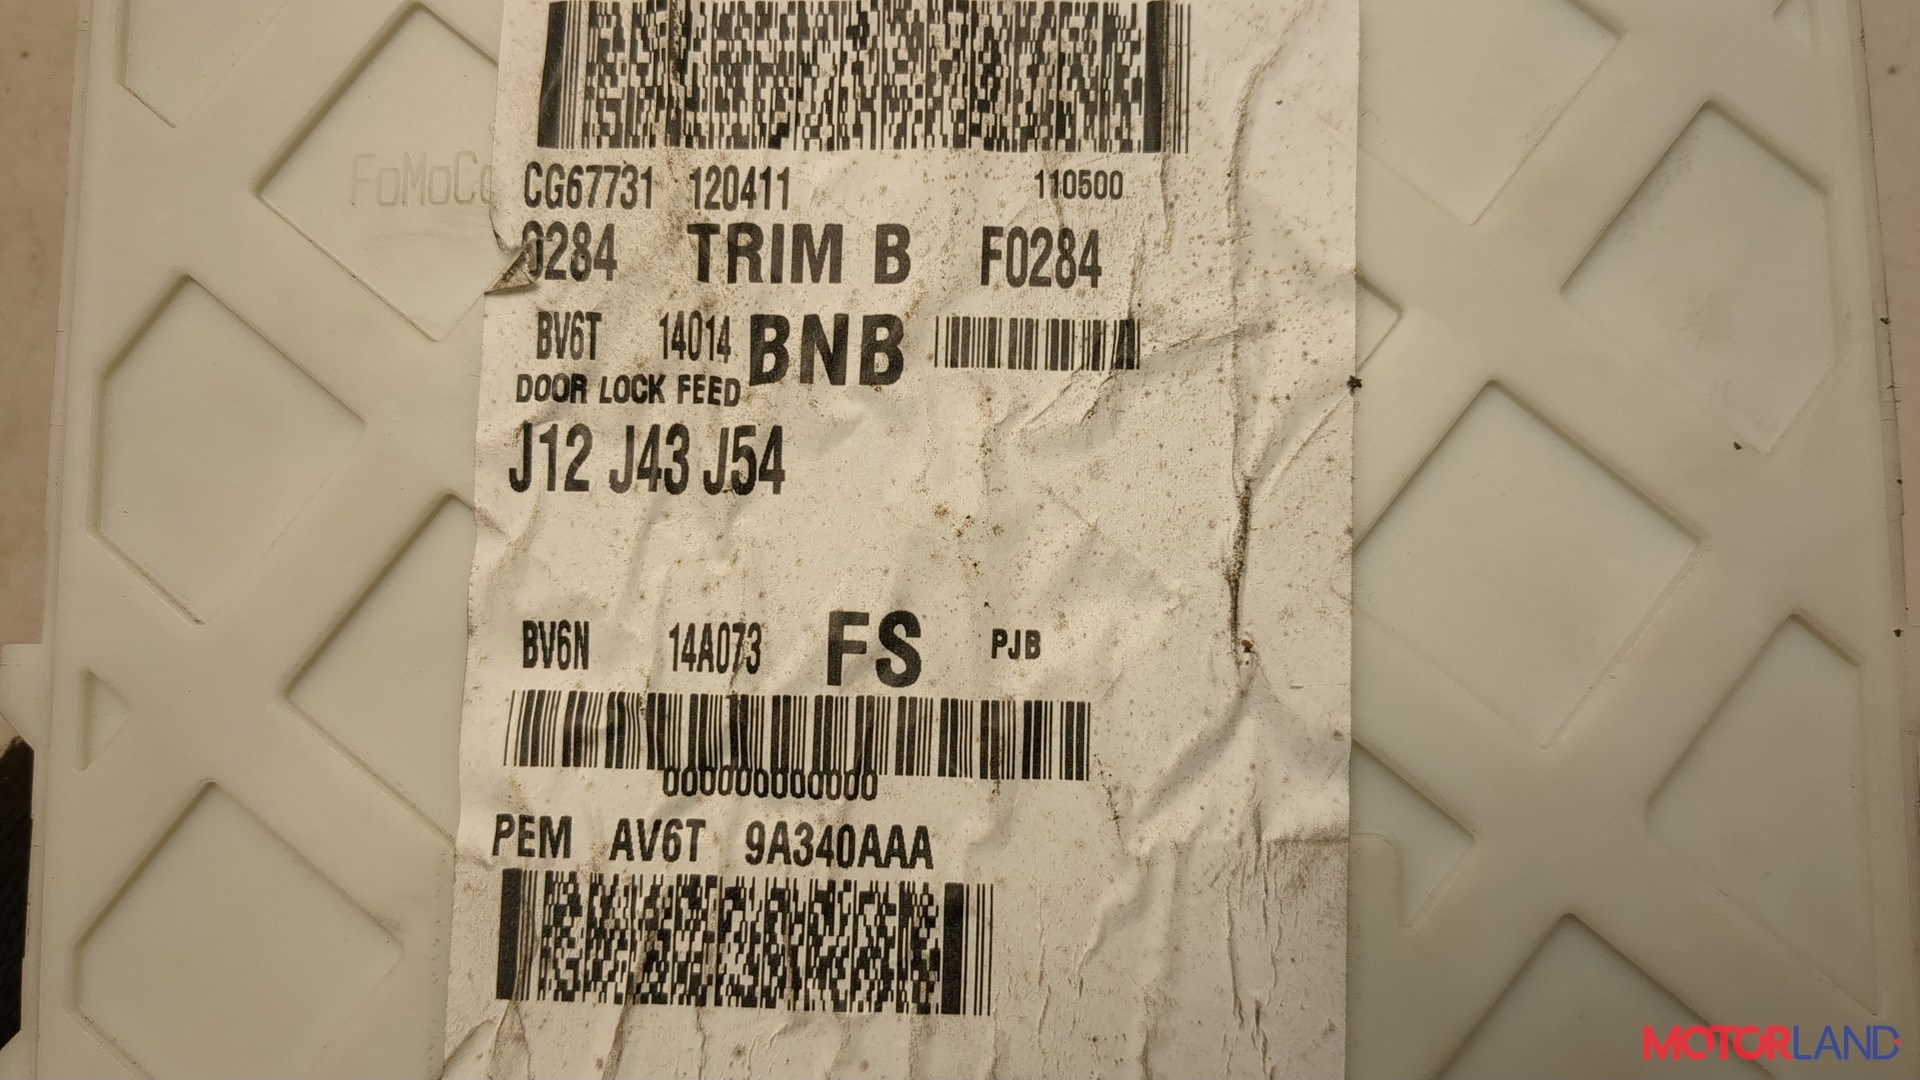 FoMoCo
CG67731 120411 110500
0284 TRIM B F0284
BV6T 14014 BNB
DOOR LOCK FEED
J12 J43 J54
BV6N 14A073 FS PJB
000000000000
PEM AV6T 9A340AAA
MOTORLAND